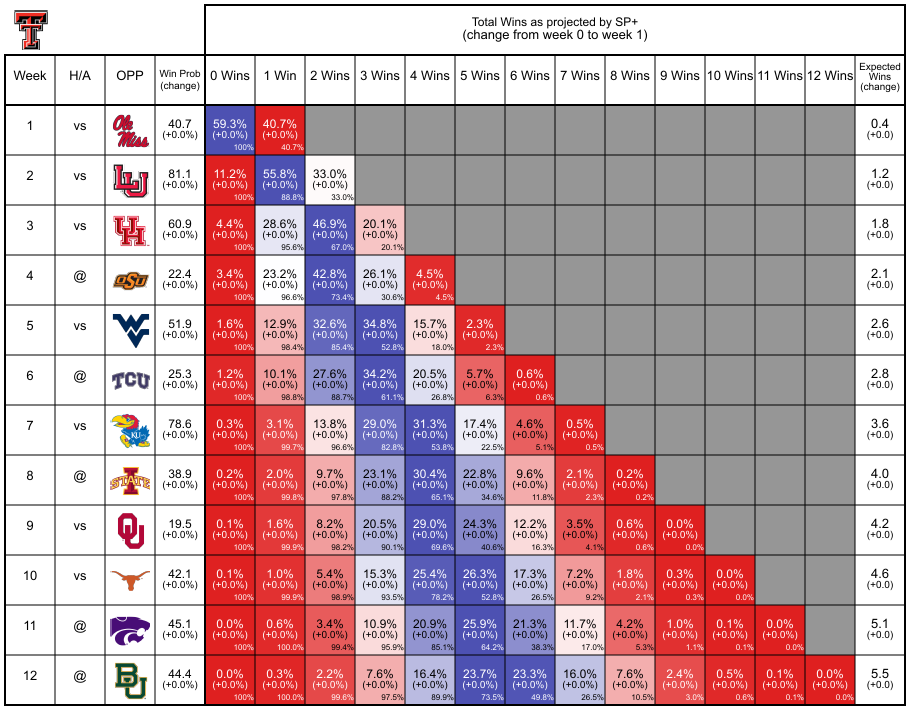 Total Wins as projected by SP+
(change from week 0 to week 1)
Week H/A OPP Win Prob (change) 0 Wins 1 Win 2 Wins 3 Wins 4 Wins 5 Wins 6 Wins 7 Wins 8 Wins 9 Wins 10 Wins 11 Wins 12 Wins Expected Wins (change)
1 vs Ole Miss 40.7 59.3% 40.7% 0.4
(+0.0%) (+0.0%) (+0.0%) (+0.0)
100% 40.7%
2 vs LU 81.1 11.2% 55.8% 33.0% 1.2
(+0.0%) (+0.0%) (+0.0%) (+0.0%) (+0.0)
100% 88.8% 33.0%
3 vs UH 60.9 4.4% 28.6% 46.9% 20.1% 1.8
(+0.0%) (+0.0%) (+0.0%) (+0.0%) (+0.0%) (+0.0)
100% 95.6% 67.0% 20.1%
4 @ OSU 22.4 3.4% 23.2% 42.8% 26.1% 4.5% 2.1
(+0.0%) (+0.0%) (+0.0%) (+0.0%) (+0.0%) (+0.0%) (+0.0)
100% 96.6% 73.4% 30.6% 4.5%
5 vs WV 51.9 1.6% 12.9% 32.6% 34.8% 15.7% 2.3% 2.6
(+0.0%) (+0.0%) (+0.0%) (+0.0%) (+0.0%) (+0.0%) (+0.0%) (+0.0)
100% 98.4% 85.4% 52.8% 18.0% 2.3%
6 @ TCU 25.3 1.2% 10.1% 27.6% 34.2% 20.5% 5.7% 0.6% 2.8
(+0.0%) (+0.0%) (+0.0%) (+0.0%) (+0.0%) (+0.0%) (+0.0%) (+0.0%) (+0.0)
100% 98.8% 88.7% 61.1% 26.8% 6.3% 0.6%
7 vs KU 78.6 0.3% 3.1% 13.8% 29.0% 31.3% 17.4% 4.6% 0.5% 3.6
(+0.0%) (+0.0%) (+0.0%) (+0.0%) (+0.0%) (+0.0%) (+0.0%) (+0.0%) (+0.0%) (+0.0)
100% 99.7% 96.6% 82.8% 53.8% 22.5% 5.1% 0.5%
8 @ I STATE 38.9 0.2% 2.0% 9.7% 23.1% 30.4% 22.8% 9.6% 2.1% 0.2% 4.0
(+0.0%) (+0.0%) (+0.0%) (+0.0%) (+0.0%) (+0.0%) (+0.0%) (+0.0%) (+0.0%) (+0.0%) (+0.0)
100% 99.8% 97.8% 88.2% 65.1% 34.6% 11.8% 2.3% 0.2%
9 vs OU 19.5 0.1% 1.6% 8.2% 20.5% 29.0% 24.3% 12.2% 3.5% 0.6% 0.0% 4.2
(+0.0%) (+0.0%) (+0.0%) (+0.0%) (+0.0%) (+0.0%) (+0.0%) (+0.0%) (+0.0%) (+0.0%) (+0.0%) (+0.0)
100% 99.9% 98.2% 90.1% 69.6% 40.6% 16.3% 4.1% 0.6% 0.0%
10 vs 42.1 0.1% 1.0% 5.4% 15.3% 25.4% 26.3% 17.3% 7.2% 1.8% 0.3% 0.0% 4.6
(+0.0%) (+0.0%) (+0.0%) (+0.0%) (+0.0%) (+0.0%) (+0.0%) (+0.0%) (+0.0%) (+0.0%) (+0.0%) (+0.0%) (+0.0)
100% 99.9% 98.9% 93.5% 78.2% 52.8% 26.5% 9.2% 2.1% 0.3% 0.0%
11 @ 45.1 0.0% 0.6% 3.4% 10.9% 20.9% 25.9% 21.3% 11.7% 4.2% 1.0% 0.1% 0.0% 5.1
(+0.0%) (+0.0%) (+0.0%) (+0.0%) (+0.0%) (+0.0%) (+0.0%) (+0.0%) (+0.0%) (+0.0%) (+0.0%) (+0.0%) (+0.0%) (+0.0)
100% 100.0% 99.4% 95.9% 85.1% 64.2% 38.3% 17.0% 5.3% 1.1% 0.1% 0.0%
12 @ BU 44.4 0.0% 0.3% 2.2% 7.6% 16.4% 23.7% 23.3% 16.0% 7.6% 2.4% 0.5% 0.1% 0.0% 5.5
(+0.0%) (+0.0%) (+0.0%) (+0.0%) (+0.0%) (+0.0%) (+0.0%) (+0.0%) (+0.0%) (+0.0%) (+0.0%) (+0.0%) (+0.0%) (+0.0%) (+0.0)
100% 100.0% 99.6% 97.5% 89.9% 73.5% 49.8% 26.5% 10.5% 3.0% 0.6% 0.1% 0.0%